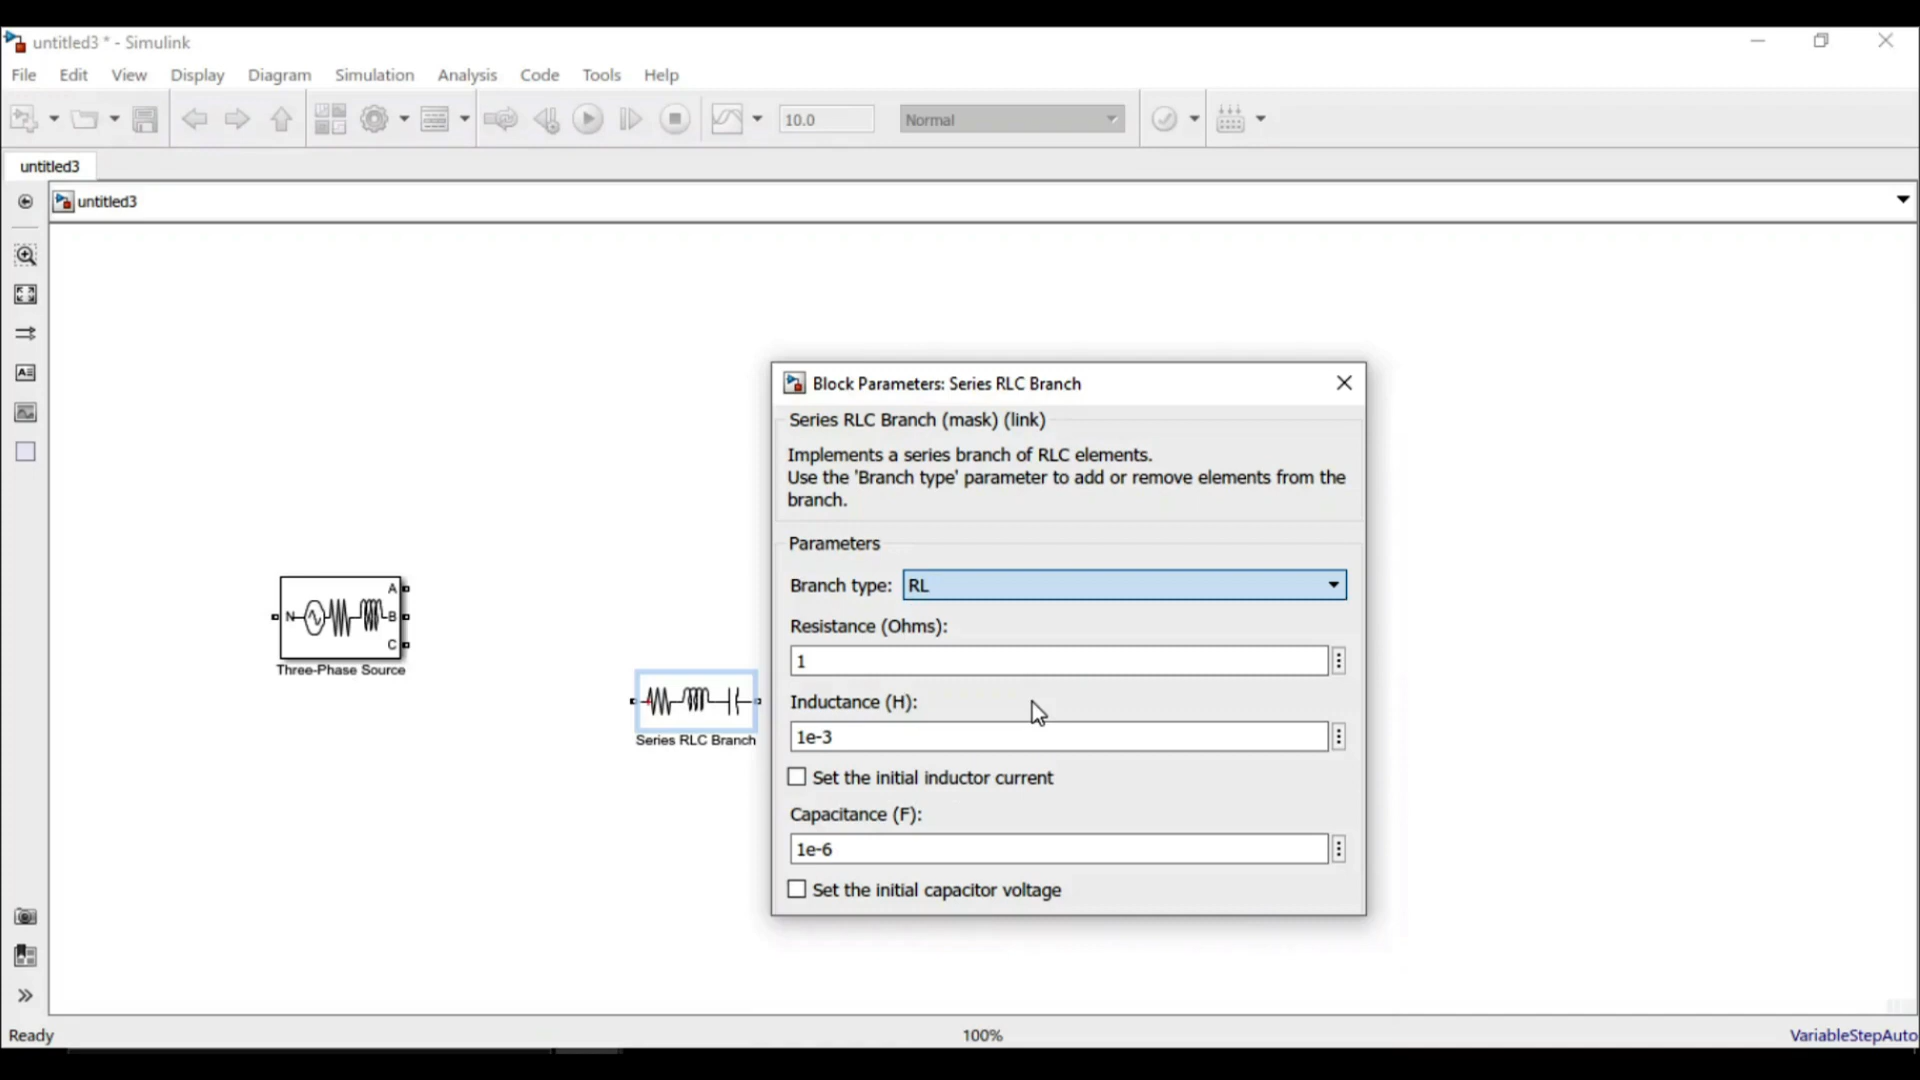 untitled3 * - Simulink
File Edit View Display Diagram Simulation Analysis Code Tools Help
10.0 Normal
untitled3
untitled3
Block Parameters: Series RLC Branch
Series RLC Branch (mask) (link)
Implements a series branch of RLC elements.
Use the 'Branch type' parameter to add or remove elements from the
branch.
Parameters
Branch type: RL
Resistance (Ohms):
1
Inductance (H):
1e-3
Set the initial inductor current
Capacitance (F):
1e-6
Set the initial capacitor voltage
A
N B
C
Three-Phase Source
Series RLC Branch
Ready 100% VariableStepAuto